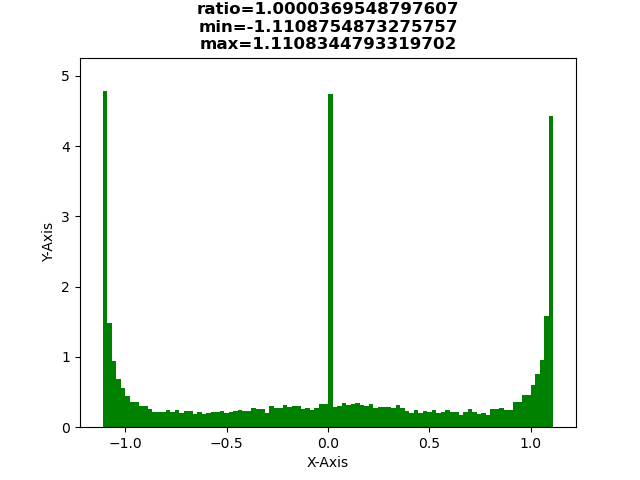 ratio=1.0000369548797607
min=-1.1108754873275757
max=1.1108344793319702
5
4
3
2
1
0
Y-Axis
−1.0 −0.5 0.0 0.5 1.0
X-Axis